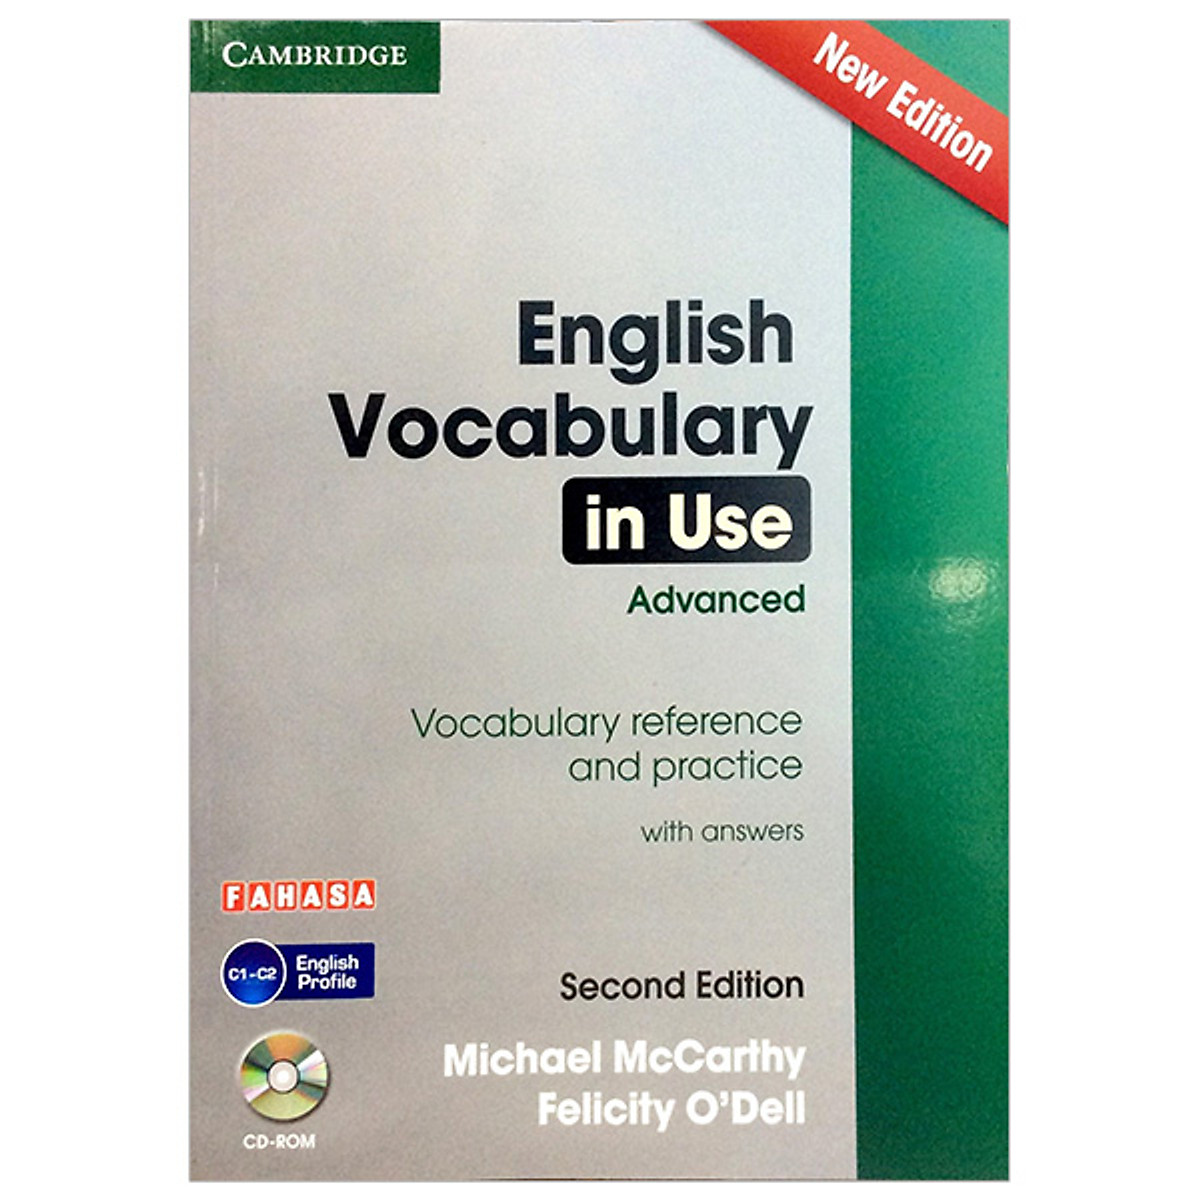 CAMBRIDGE
New Edition
English
Vocabulary
in Use
Advanced
Vocabulary reference
and practice
with answers
FAHASA
C1-C2
English
Profile
Second Edition
Michael McCarthy
Felicity O'Dell
CD-ROM